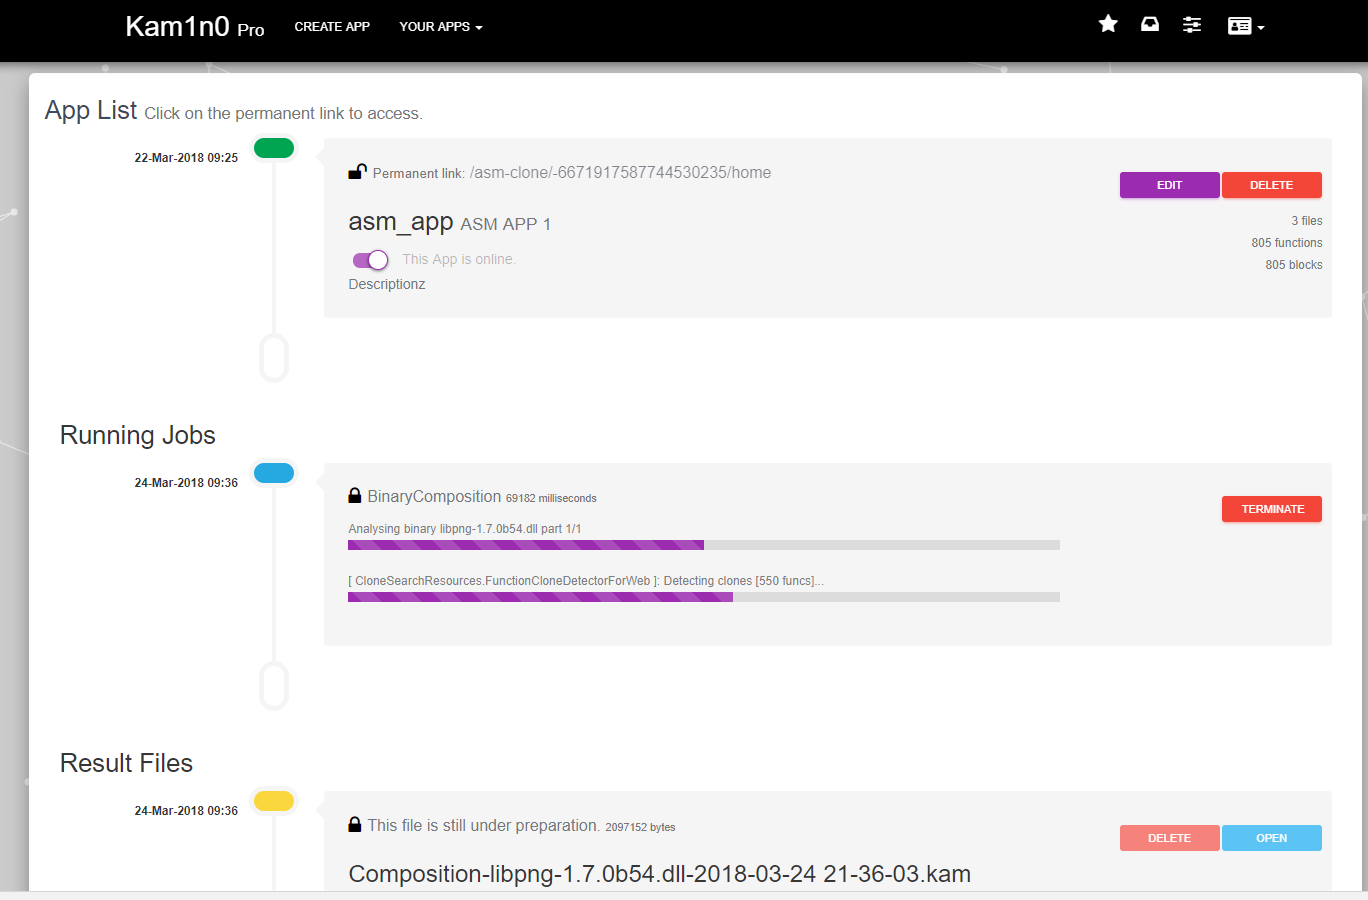 Kam1n0 Pro CREATE APP YOUR APPS
App List Click on the permanent link to access.
22-Mar-2018 09:25
Permanent link: /asm-clone/-6671917587744530235/home
EDIT DELETE
asm_app ASM APP 1
3 files
805 functions
This App is online.
805 blocks
Descriptionz
Running Jobs
24-Mar-2018 09:36
BinaryComposition 69182 milliseconds
TERMINATE
Analysing binary libpng-1.7.0b54.dll part 1/1
[ CloneSearchResources.FunctionCloneDetectorForWeb ]: Detecting clones [550 funcs]...
Result Files
24-Mar-2018 09:36
This file is still under preparation. 2097152 bytes
DELETE OPEN
Composition-libpng-1.7.0b54.dll-2018-03-24 21-36-03.kam